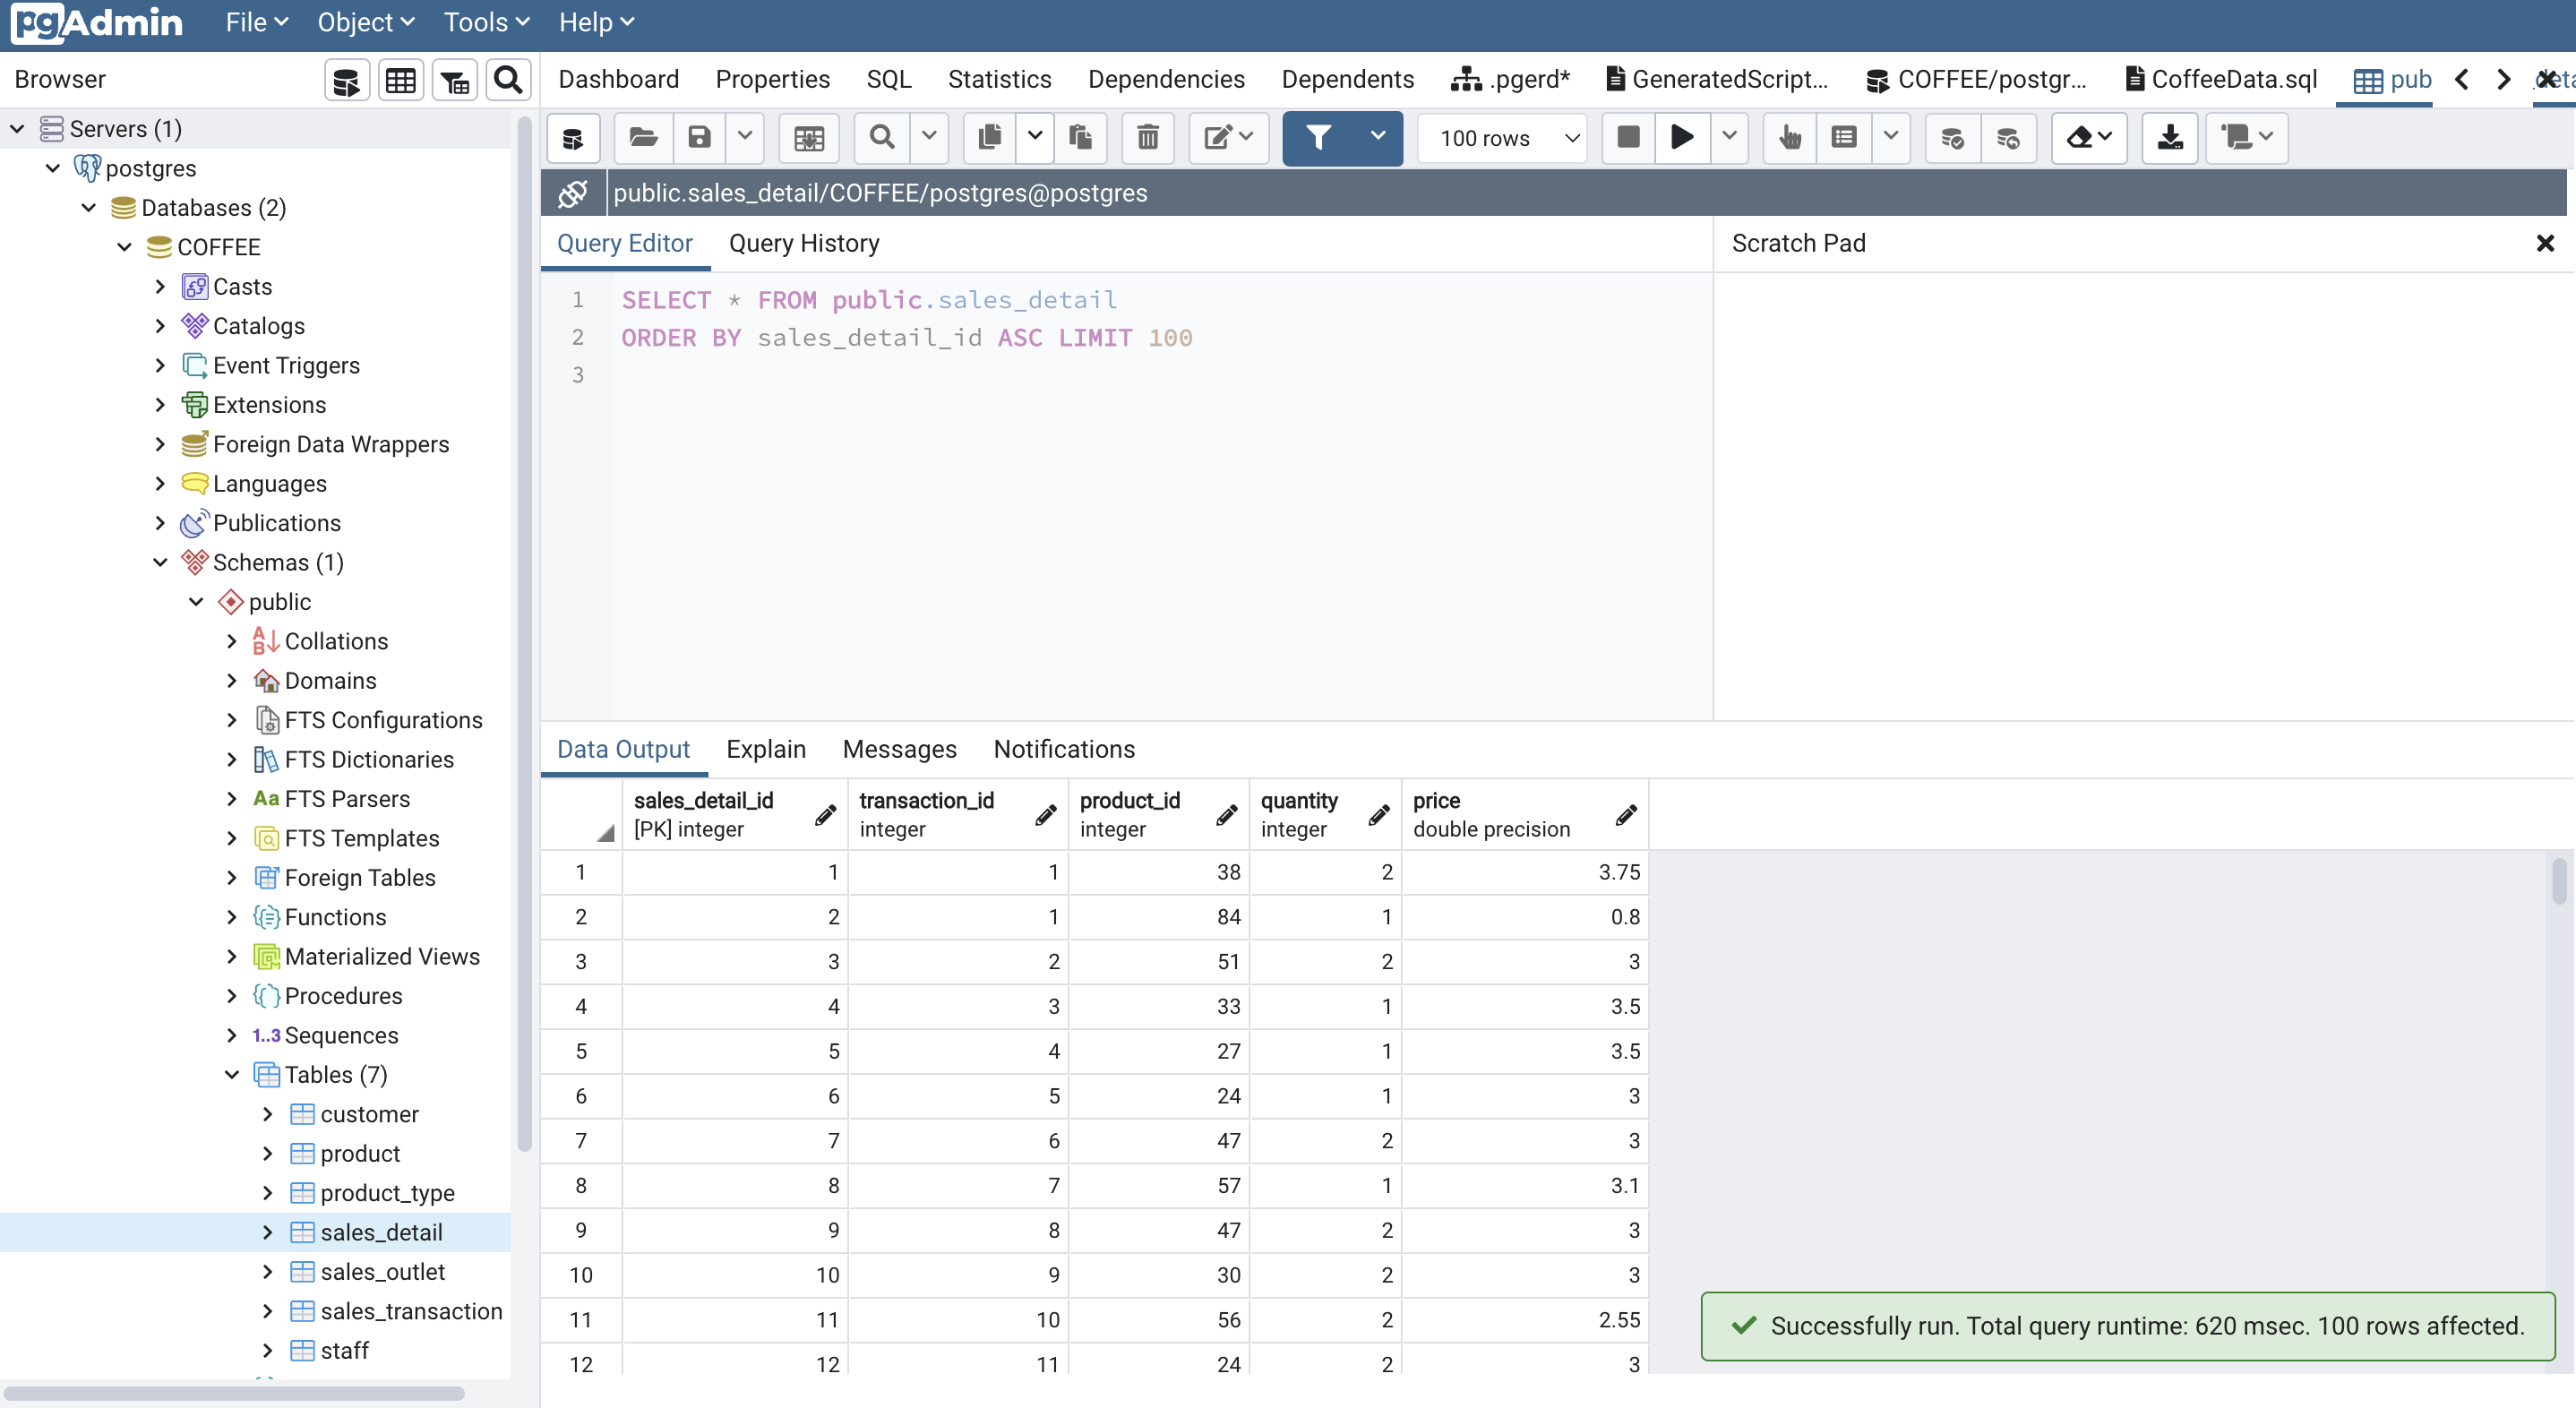 pgAdmin File Object Tools Help
Browser
Dashboard Properties SQL Statistics Dependencies Dependents .pgerd* GeneratedScript... COFFEE/postgr... CoffeeData.sql pub
Servers (1)
postgres
Databases (2)
COFFEE
Casts
Catalogs
Event Triggers
Extensions
Foreign Data Wrappers
Languages
Publications
Schemas (1)
public
Collations
Domains
FTS Configurations
FTS Dictionaries
Aa FTS Parsers
FTS Templates
Foreign Tables
Functions
Materialized Views
Procedures
1..3 Sequences
Tables (7)
customer
product
product_type
sales_detail
sales_outlet
sales_transaction
staff
100 rows
public.sales_detail/COFFEE/postgres@postgres
Query Editor Query History
Scratch Pad
1 SELECT * FROM public.sales_detail
2 ORDER BY sales_detail_id ASC LIMIT 100
3
Data Output Explain Messages Notifications
sales_detail_id transaction_id product_id quantity price
[PK] integer integer integer integer double precision
1 1 1 38 2 3.75
2 2 1 84 1 0.8
3 3 2 51 2 3
4 4 3 33 1 3.5
5 5 4 27 1 3.5
6 6 5 24 1 3
7 7 6 47 2 3
8 8 7 57 1 3.1
9 9 8 47 2 3
10 10 9 30 2 3
11 11 10 56 2 2.55
12 12 11 24 2 3
Successfully run. Total query runtime: 620 msec. 100 rows affected.